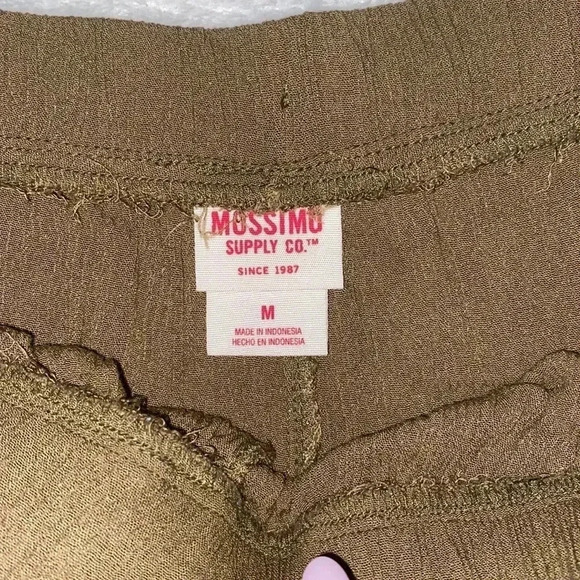 MOSSIMO
SUPPLY CO.™
SINCE 1987
M
MADE IN INDONESIA
HECHO EN INDONESIA